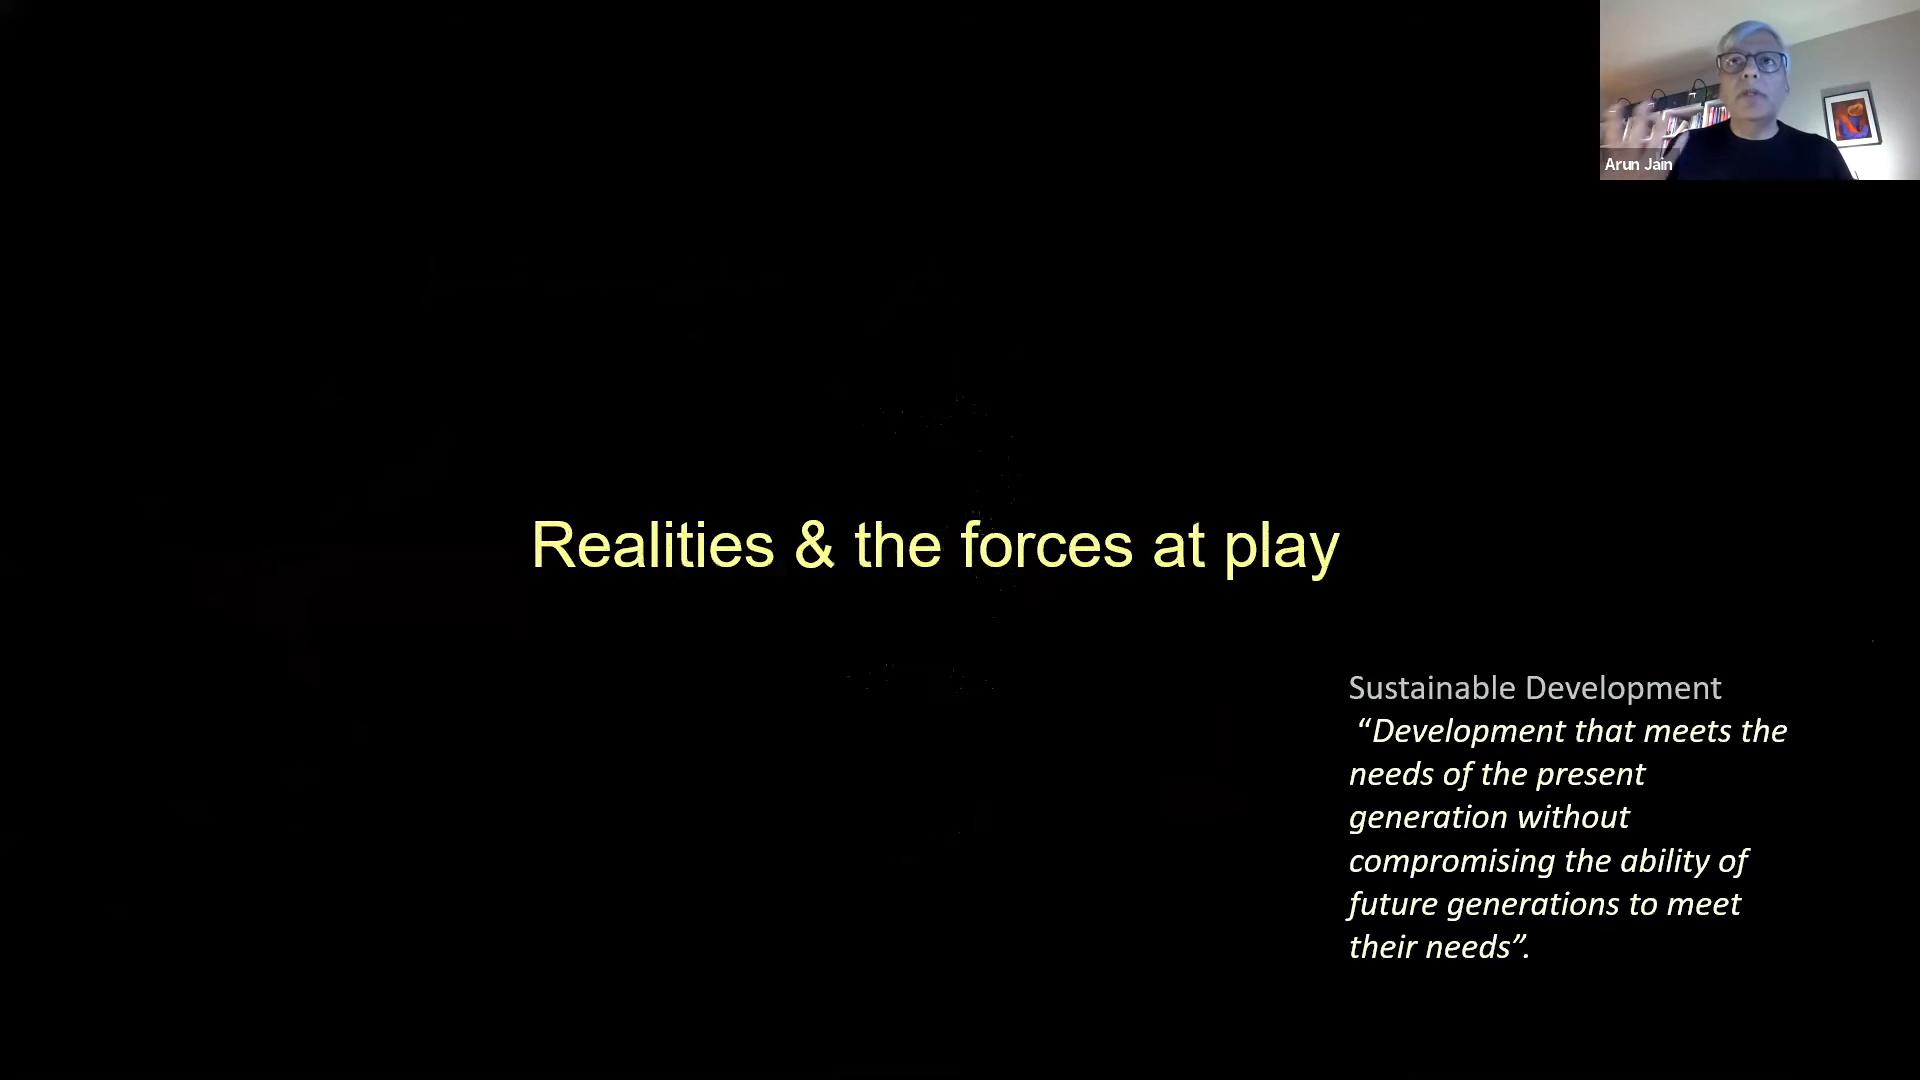 Arun Jain
Realities & the forces at play
Sustainable Development
“Development that meets the
needs of the present
generation without
compromising the ability of
future generations to meet
their needs”.